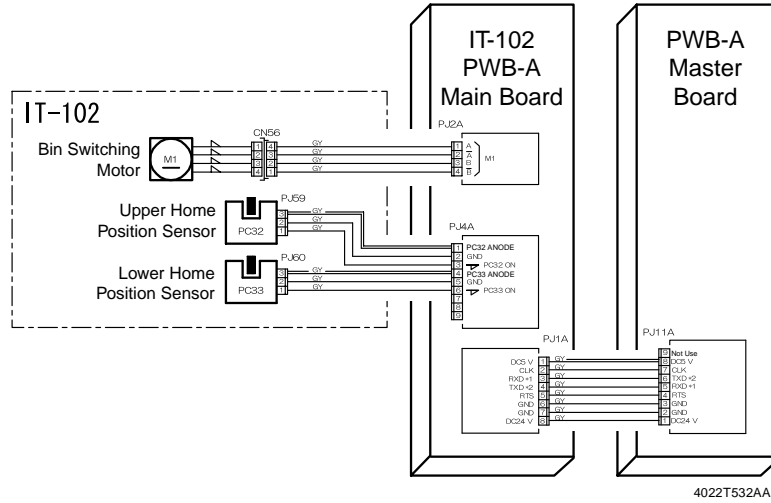 IT-102
PWB-A
Main Board
PWB-A
Master
Board
IT-102
Bin Switching
Motor
M1
CN56
1 4
2 3
3 2
4 1
GY
GY
GY
GY
PJ2A
1 A
2 A
3 B
4 B
M1
Upper Home
Position Sensor
PC32
PJ59
3
2
1
GY
GY
GY
Lower Home
Position Sensor
PC33
PJ60
3
2
1
GY
GY
GY
PJ4A
1 PC32 ANODE
2 GND
3 PC32 ON
4 PC33 ANODE
5 GND
6 PC33 ON
7
8
9
PJ1A
DC5 V 1
CLK 2
RXD*1 3
TXD*2 4
RTS 5
GND 6
GND 7
DC24 V 8
GY
GY
GY
GY
GY
GY
GY
GY
PJ11A
9 Not Use
8 DC5 V
7 CLK
6 TXD*2
5 RXD*1
4 RTS
3 GND
2 GND
1 DC24 V
4022T532AA